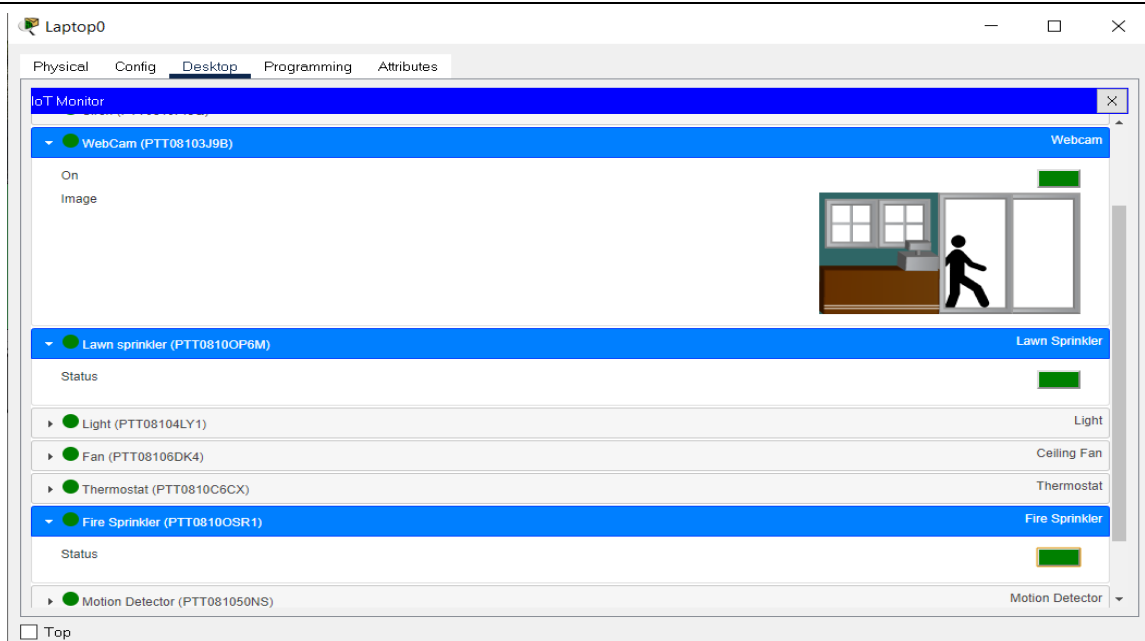 Laptop0
Physical Config Desktop Programming Attributes
IoT Monitor
WebCam (PTT08103J9B) Webcam
On
Image
Lawn sprinkler (PTT0810OP6M) Lawn Sprinkler
Status
Light (PTT08104LY1) Light
Fan (PTT08106DK4) Ceiling Fan
Thermostat (PTT0810C6CX) Thermostat
Fire Sprinkler (PTT0810OSR1) Fire Sprinkler
Status
Motion Detector (PTT081050NS) Motion Detector
Top